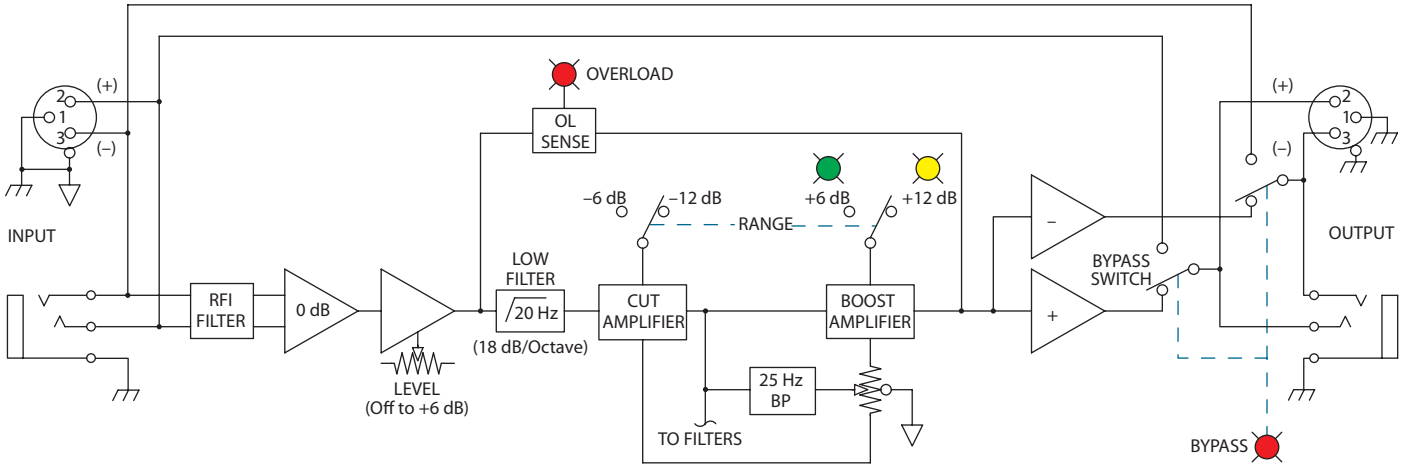 OVERLOAD
(+)
2
1
3
(–)
OL
SENSE
(+)
2
1
3
(–)
–6 dB
–12 dB
+6 dB
+12 dB
RANGE
INPUT
OUTPUT
–
LOW
FILTER
BYPASS
SWITCH
RFI
FILTER
0 dB
20 Hz
CUT
AMPLIFIER
BOOST
AMPLIFIER
+
(18 dB/Octave)
LEVEL
(Off to +6 dB)
25 Hz
BP
TO FILTERS
BYPASS